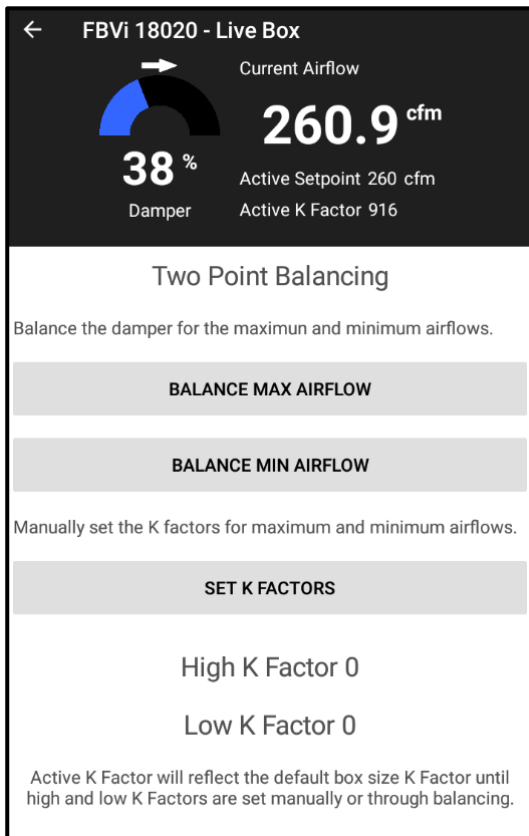 FBVi 18020 - Live Box
Current Airflow
260.9 cfm
38 %
Damper
Active Setpoint 260 cfm
Active K Factor 916
Two Point Balancing
Balance the damper for the maximun and minimum airflows.
BALANCE MAX AIRFLOW
BALANCE MIN AIRFLOW
Manually set the K factors for maximum and minimum airflows.
SET K FACTORS
High K Factor 0
Low K Factor 0
Active K Factor will reflect the default box size K Factor until
high and low K Factors are set manually or through balancing.